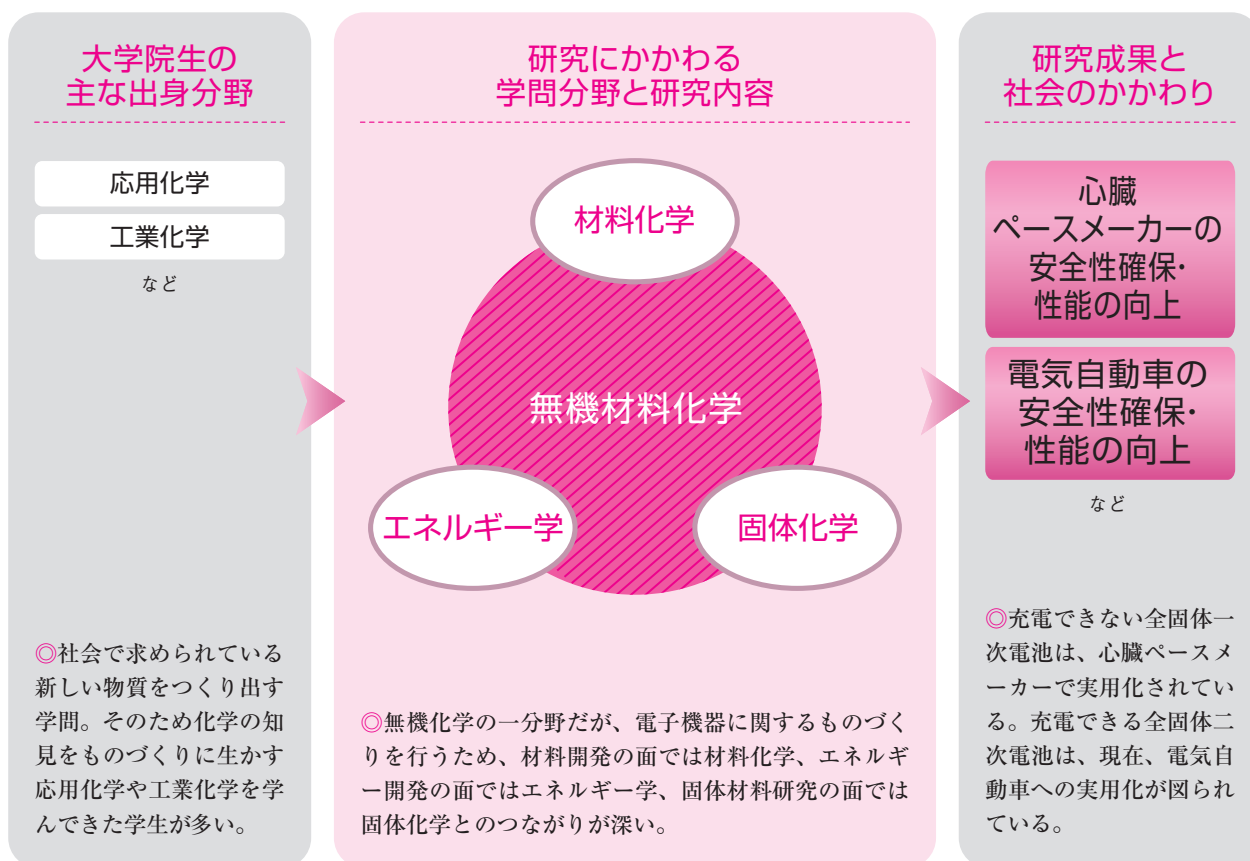 大学院生の
主な出身分野
応用化学
工業化学
など
◎社会で求められている
新しい物質をつくり出す
学問。そのため化学の知
見をものづくりに生かす
応用化学や工業化学を学
んできた学生が多い。
研究にかかわる
学問分野と研究内容
材料化学
無機材料化学
エネルギー学
固体化学
◎無機化学の一分野だが、電子機器に関するものづく
りを行うため、材料開発の面では材料化学、エネルギ
ー開発の面ではエネルギー学、固体材料研究の面では
固体化学とのつながりが深い。
研究成果と
社会のかかわり
心臓
ペースメーカーの
安全性確保・
性能の向上
電気自動車の
安全性確保・
性能の向上
など
◎充電できない全固体一
次電池は、心臓ペースメ
ーカーで実用化されてい
る。充電できる全固体二
次電池は、現在、電気自
動車への実用化が図られ
ている。